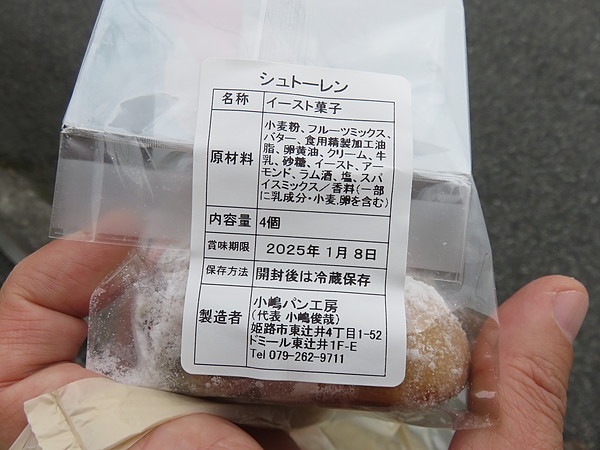 シュトーレン
名称 イースト菓子
原材料 小麦粉、フルーツミックス、
バター、食用精製加工油
脂、卵黄油、クリーム、牛
乳、砂糖、イースト、アー
モンド、ラム酒、塩、スパ
イスミックス／香料(一部
に乳成分・小麦,卵を含む)
内容量 4個
賞味期限 2025年 1月 8日
保存方法 開封後は冷蔵保存
製造者 小嶋パン工房
(代表 小嶋俊哉)
姫路市東辻井4丁目1-52
ドミール東辻井1F-E
Tel 079-262-9711